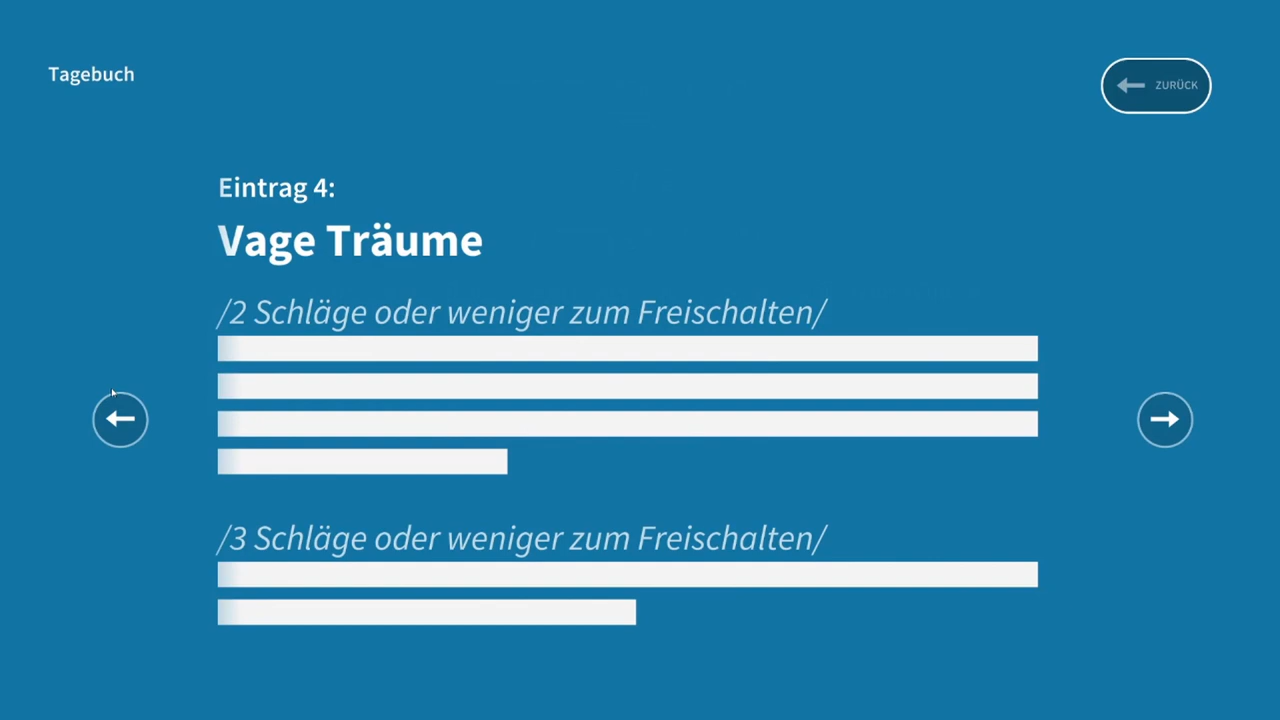 Tagebuch
ZURÜCK
Eintrag 4:
Vage Träume
/2 Schläge oder weniger zum Freischalten/
/3 Schläge oder weniger zum Freischalten/